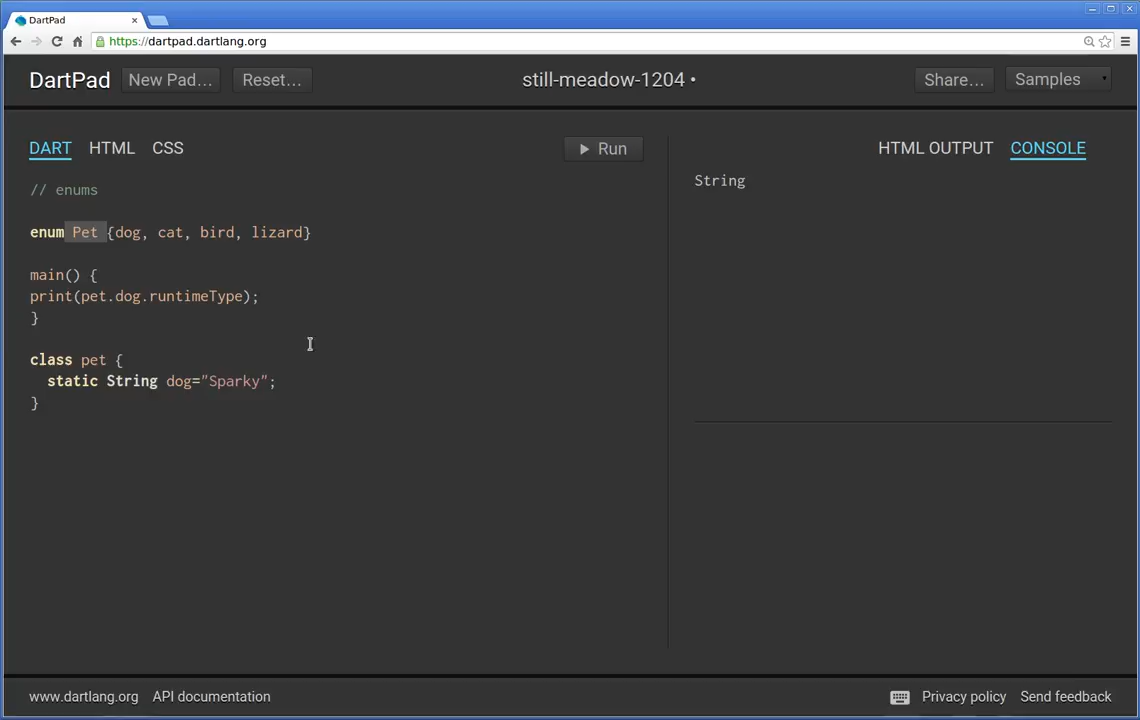 DartPad
https://dartpad.dartlang.org
DartPad New Pad... Reset... still-meadow-1204 • Share... Samples
DART HTML CSS Run HTML OUTPUT CONSOLE
// enums
enum Pet {dog, cat, bird, lizard}
main() {
print(pet.dog.runtimeType);
}
class pet {
  static String dog="Sparky";
}
String
www.dartlang.org API documentation Privacy policy Send feedback